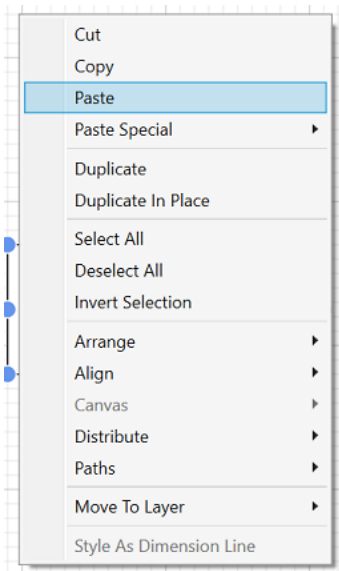 Cut
Copy
Paste
Paste Special
Duplicate
Duplicate In Place
Select All
Deselect All
Invert Selection
Arrange
Align
Canvas
Distribute
Paths
Move To Layer
Style As Dimension Line